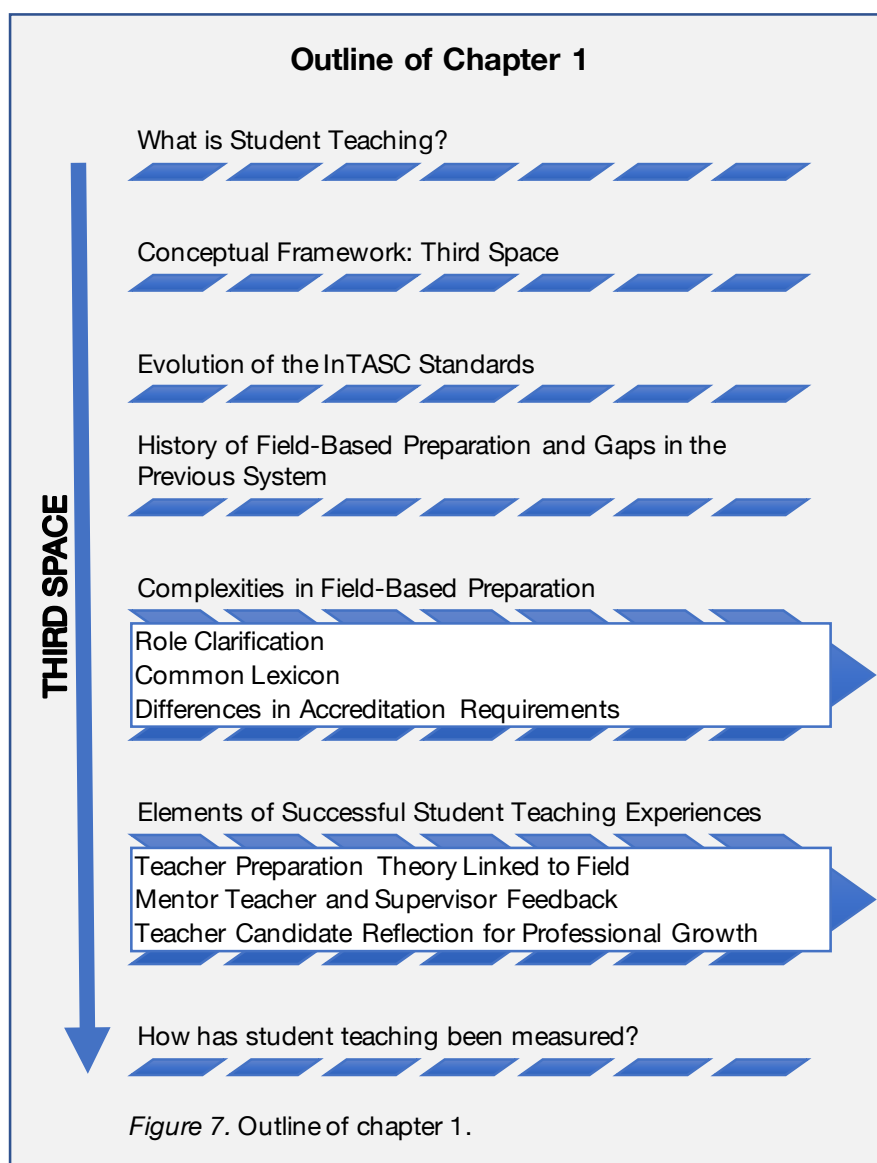 Outline of Chapter 1
What is Student Teaching?
Conceptual Framework: Third Space
Evolution of the InTASC Standards
History of Field-Based Preparation and Gaps in the
Previous System
THIRD SPACE
Complexities in Field-Based Preparation
Role Clarification
Common Lexicon
Differences in Accreditation Requirements
Elements of Successful Student Teaching Experiences
Teacher Preparation Theory Linked to Field
Mentor Teacher and Supervisor Feedback
Teacher Candidate Reflection for Professional Growth
How has student teaching been measured?
Figure 7. Outline of chapter 1.